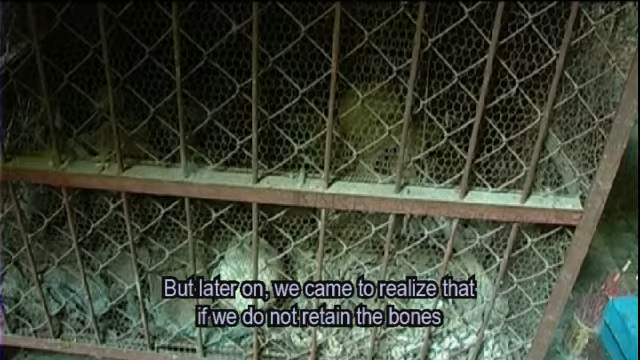 But later on, we came to realize that
if we do not retain the bones